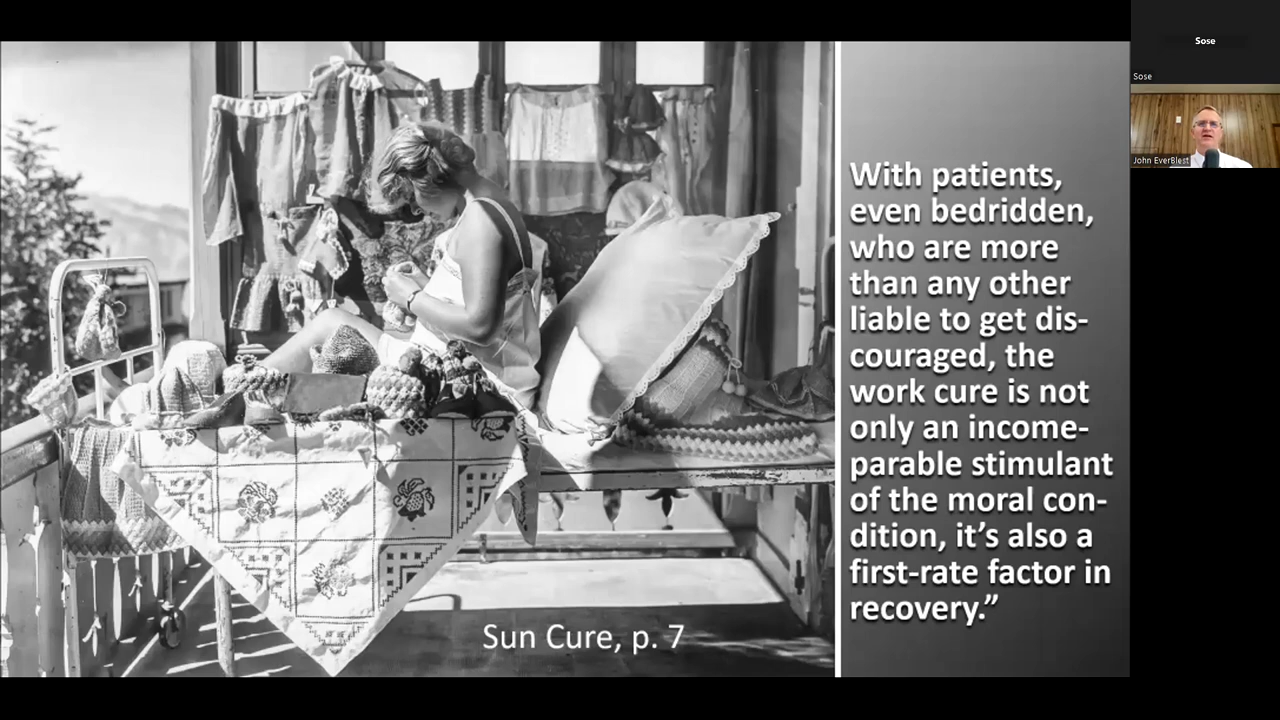 With patients,
even bedridden,
who are more
than any other
liable to get dis-
couraged, the
work cure is not
only an income-
parable stimulant
of the moral con-
dition, it's also a
first-rate factor in
recovery.”
Sun Cure, p. 7
Sose
Sose
John EverBlest